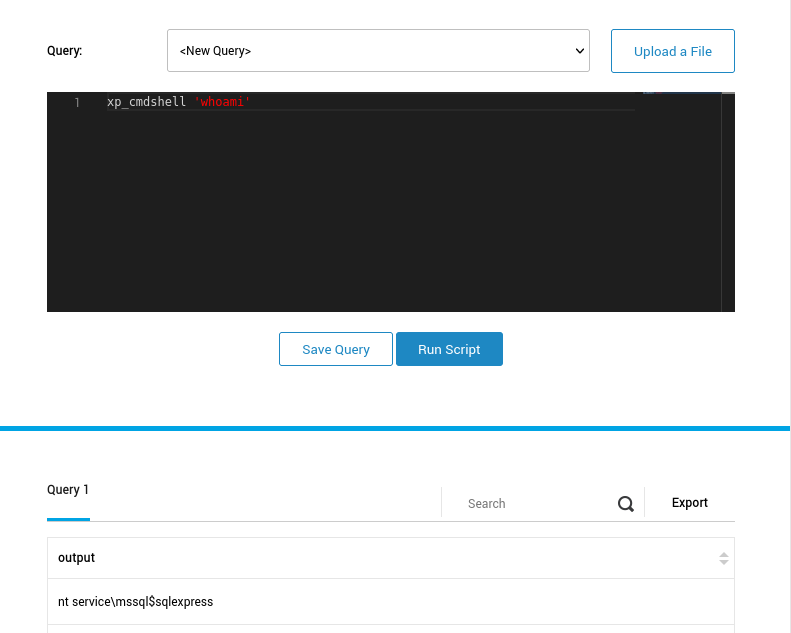 Query:
<New Query>
Upload a File
1 xp_cmdshell 'whoami'
Save Query
Run Script
Query 1
Search
Export
output
nt service\mssql$sqlexpress